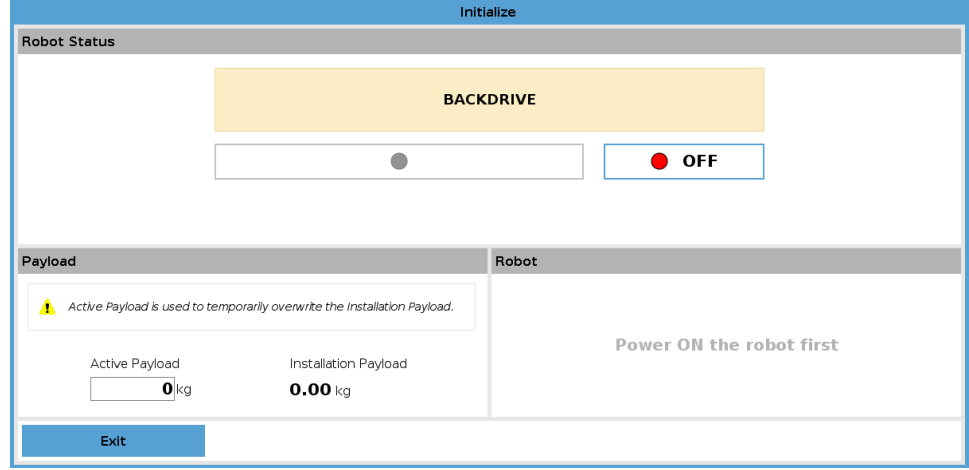 Initialize
Robot Status
BACKDRIVE
OFF
Payload
Active Payload is used to temporarily overwrite the Installation Payload.
Active Payload Installation Payload
0 kg 0.00 kg
Robot
Power ON the robot first
Exit